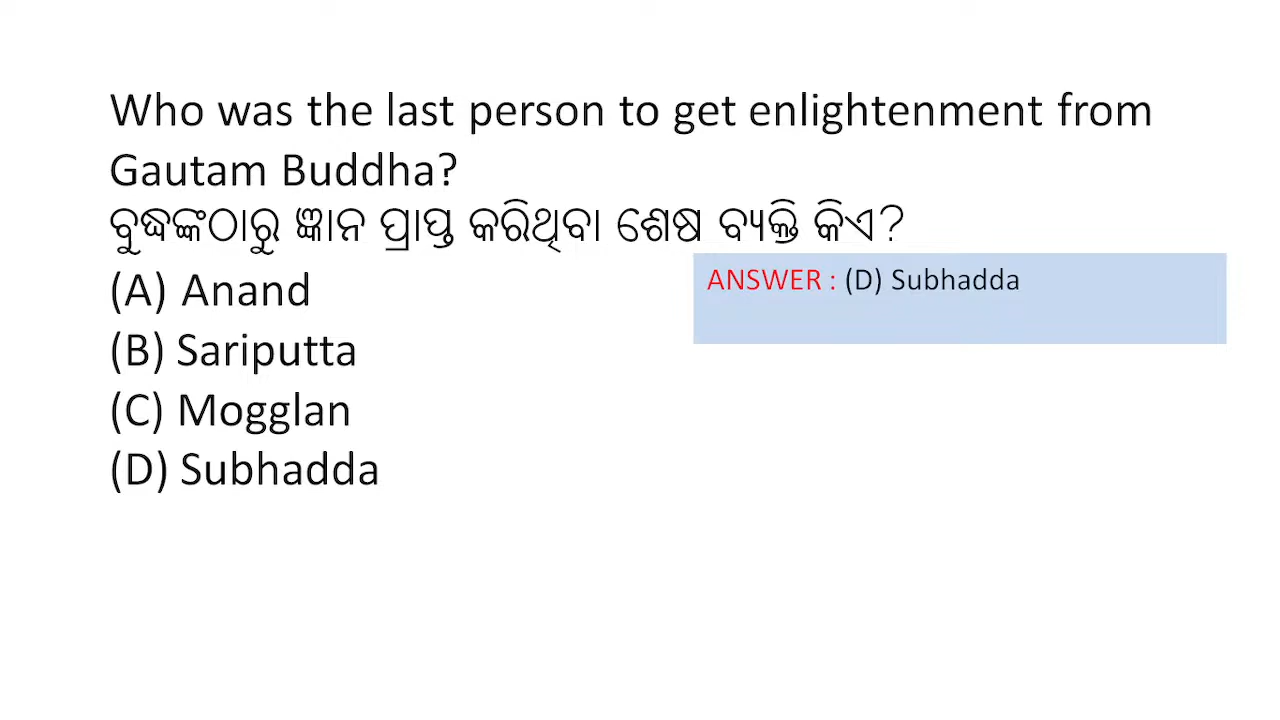 Who was the last person to get enlightenment from
Gautam Buddha?
ବୁଦ୍ଧଙ୍କଠାରୁ ଜ୍ଞାନ ପ୍ରାପ୍ତ କରିଥିବା ଶେଷ ବ୍ୟକ୍ତି କିଏ?
(A) Anand
ANSWER : (D) Subhadda
(B) Sariputta
(C) Mogglan
(D) Subhadda